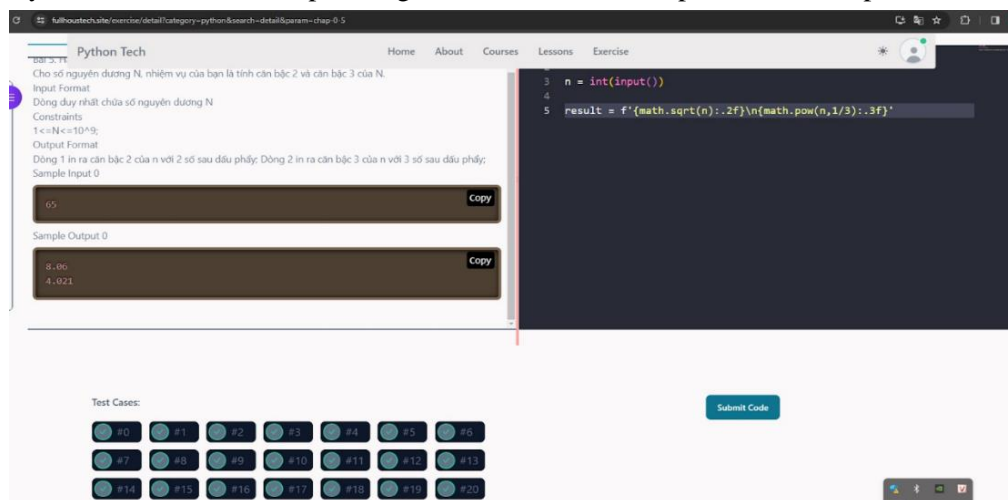 fullhoustech.site/exercise/detail?category=python&search=detail&param=chap-0-5
Python Tech
Home About Courses Lessons Exercise
Bài 5.
Cho số nguyên dương N, nhiệm vụ của bạn là tính căn bậc 2 và căn bậc 3 của N.
Input Format
Dòng duy nhất chứa số nguyên dương N
Constraints
1<=N<=10^9;
Output Format
Dòng 1 in ra căn bậc 2 của n với 2 số sau dấu phẩy; Dòng 2 in ra căn bậc 3 của n với 3 số sau dấu phẩy;
Sample Input 0
Copy
65
Sample Output 0
Copy
8.06
4.021
3 n = int(input())
4
5 result = f'{math.sqrt(n):.2f}\n{math.pow(n,1/3):.3f}'
Test Cases:
#0 #1 #2 #3 #4 #5 #6
#7 #8 #9 #10 #11 #12 #13
#14 #15 #16 #17 #18 #19 #20
Submit Code